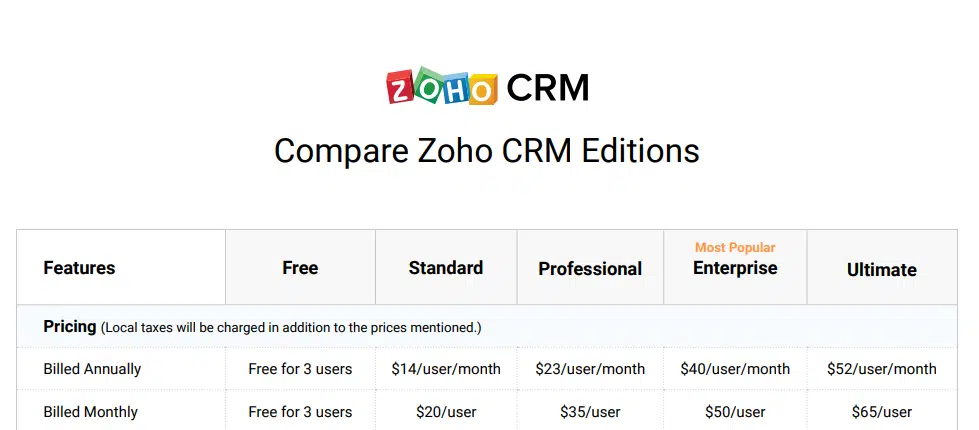 ZOHO CRM
Compare Zoho CRM Editions
Most Popular
Features Free Standard Professional Enterprise Ultimate
Pricing (Local taxes will be charged in addition to the prices mentioned.)
Billed Annually Free for 3 users $14/user/month $23/user/month $40/user/month $52/user/month
Billed Monthly Free for 3 users $20/user $35/user $50/user $65/user